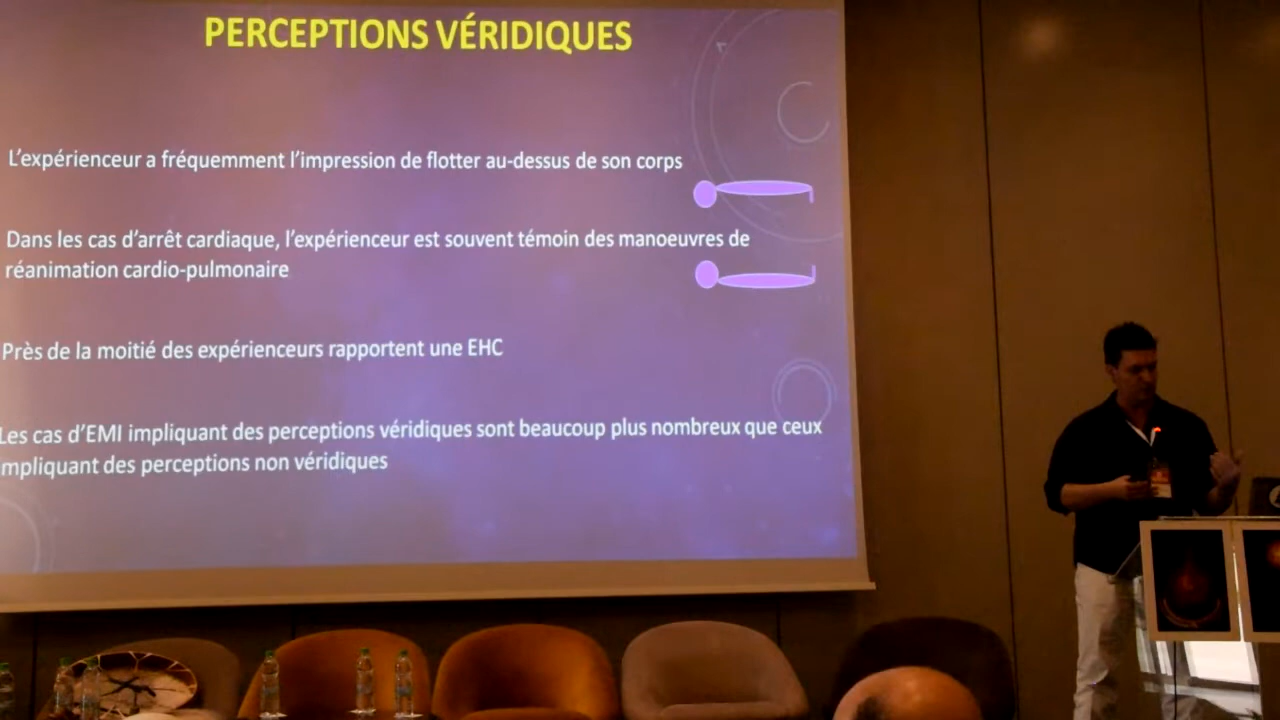 PERCEPTIONS VÉRIDIQUES
L'expérienceur a fréquemment l'impression de flotter au-dessus de son corps
Dans les cas d'arrêt cardiaque, l'expérienceur est souvent témoin des manoeuvres de
réanimation cardio-pulmonaire
Près de la moitié des expérienceurs rapportent une EHC
Les cas d'EMI impliquant des perceptions véridiques sont beaucoup plus nombreux que ceux
impliquant des perceptions non véridiques